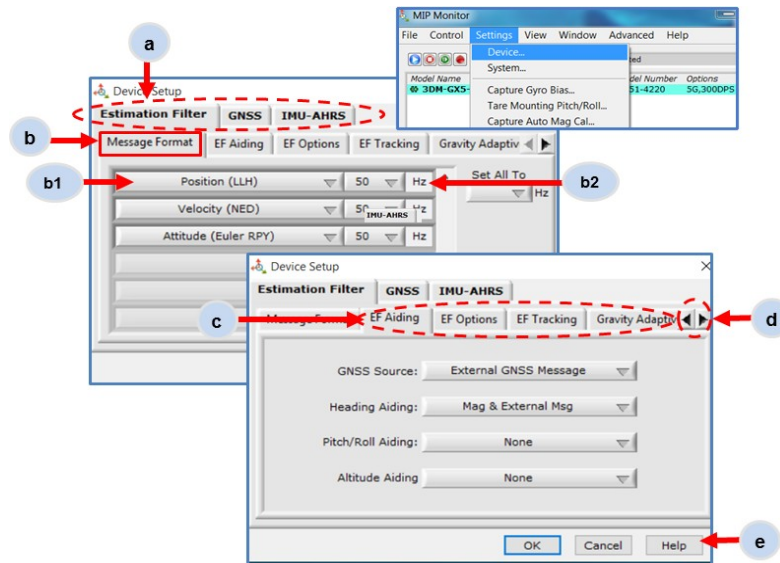 MIP Monitor
File Control Settings View Window Advanced Help
Device...
System...
Model Name
3DM-GX5-
del Number Options
51-4220 5G,300DPS
Capture Gyro Bias...
Tare Mounting Pitch/Roll...
Capture Auto Mag Cal...
a
Device Setup
Estimation Filter GNSS IMU-AHRS
b
Message Format EF Aiding EF Options EF Tracking Gravity Adaptiv
b1
Position (LLH) 50 Hz
b2
Set All To
Hz
Velocity (NED) 50 Hz
IMU-AHRS
Attitude (Euler RPY) 50 Hz
Device Setup
Estimation Filter GNSS IMU-AHRS
c
EF Aiding EF Options EF Tracking Gravity Adaptiv
d
GNSS Source: External GNSS Message
Heading Aiding: Mag & External Msg
Pitch/Roll Aiding: None
Altitude Aiding None
OK Cancel Help
e